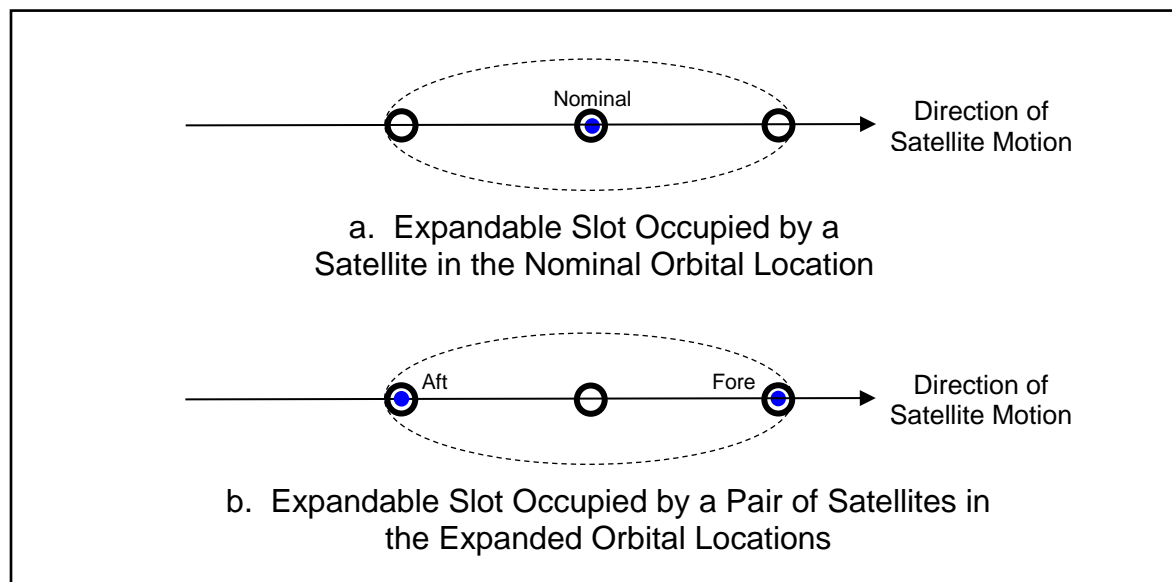 Nominal
Direction of
Satellite Motion
a. Expandable Slot Occupied by a
Satellite in the Nominal Orbital Location
Aft
Fore
Direction of
Satellite Motion
b. Expandable Slot Occupied by a Pair of Satellites in
the Expanded Orbital Locations